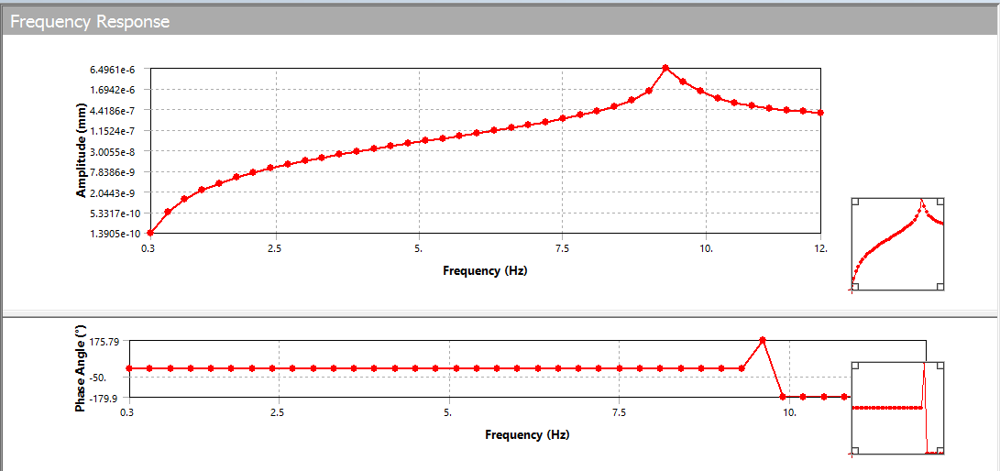 Frequency Response
Amplitude (mm)
6.4961e-6
1.6942e-6
4.4186e-7
1.1524e-7
3.0055e-8
7.8386e-9
2.0443e-9
5.3317e-10
1.3905e-10
0.3 2.5 5. 7.5 10. 12.
Frequency (Hz)
Phase Angle (°)
175.79
-50.
-179.9
0.3 2.5 5. 7.5 10.
Frequency (Hz)